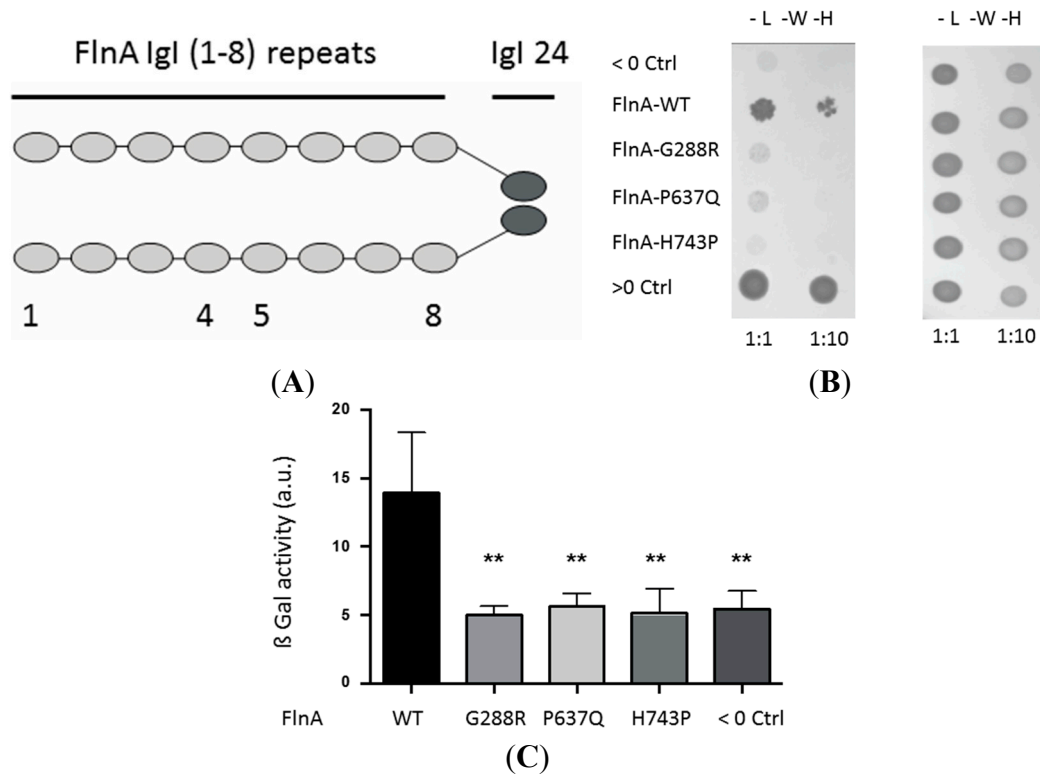 FlnA IgI (1-8) repeats IgI 24
1 4 5 8
(A)
- L -W -H - L -W -H
< 0 Ctrl
FlnA-WT
FlnA-G288R
FlnA-P637Q
FlnA-H743P
>0 Ctrl
1:1 1:10 1:1 1:10
(B)
ß Gal activity (a.u.)
20
15
10
5
0
** ** ** **
FlnA WT G288R P637Q H743P < 0 Ctrl
(C)